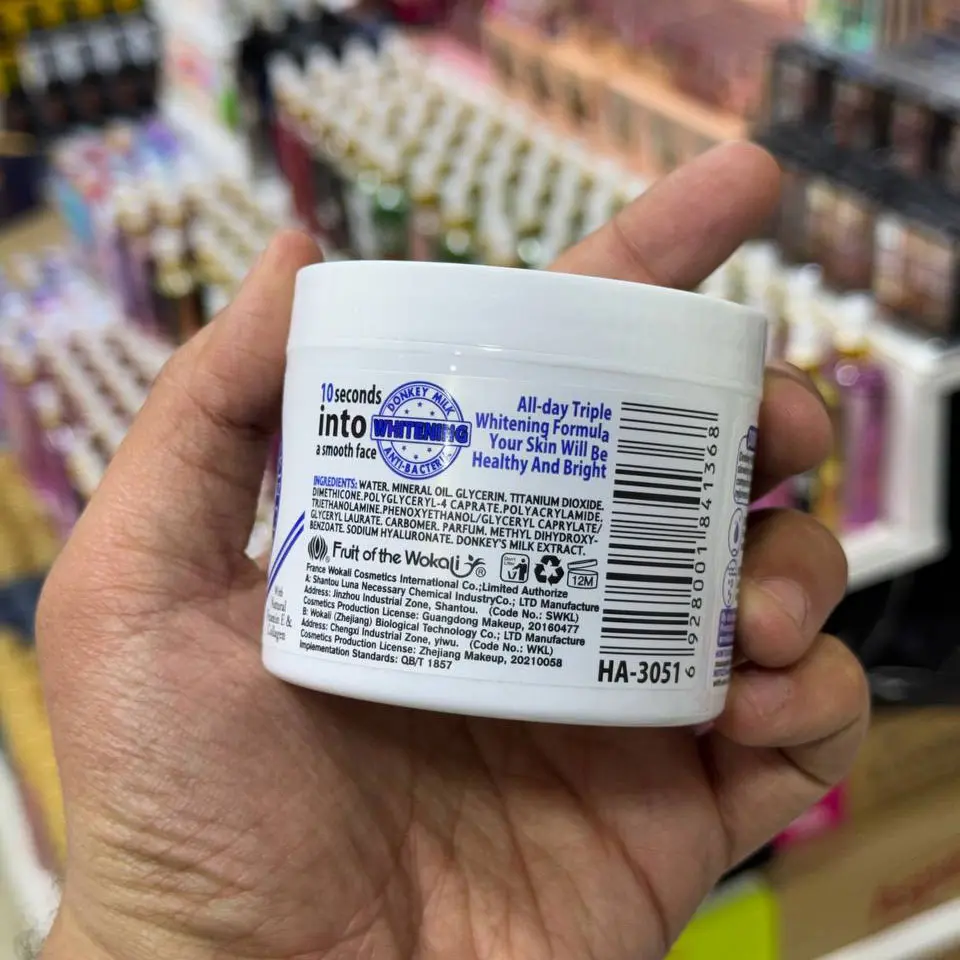 10 seconds
into
a smooth face
DONKEY MILK
WHITENING
ANTI-BACTER
All-day Triple
Whitening Formula
Your Skin Will Be
Healthy And Bright
INGREDIENTS: WATER. MINERAL OIL. GLYCERIN. TITANIUM DIOXIDE.
DIMETHICONE.POLYGLYCERYL-4 CAPRATE.POLYACRYLAMIDE.
TRIETHANOLAMINE.PHENOXYETHANOL/GLYCERYL CAPRYLATE/
GLYCERYL LAURATE. CARBOMER. PARFUM. METHYL DIHYDROXY-
BENZOATE. SODIUM HYALURONATE. DONKEY'S MILK EXTRACT.
Fruit of the Wokali ®
12M
France Wokali Cosmetics International Co.;Limited Authorize
A: Shantou Luna Necessary Chemical IndustryCo.; LTD Manufacture
Address: Jinzhou Industrial Zone, Shantou. (Code No.: SWKL)
Cosmetics Production License: Guangdong Makeup, 20160477
B: Wokali (Zhejiang) Biological Technology Co.; LTD Manufacture
Address: Chengxi Industrial Zone, yiwu. (Code No.: WKL)
Cosmetics Production License: Zhejiang Makeup, 20210058
Implementation Standards: QB/T 1857
HA-3051
6 928001 841368
With
Natural
Vitamin E &
Collagen